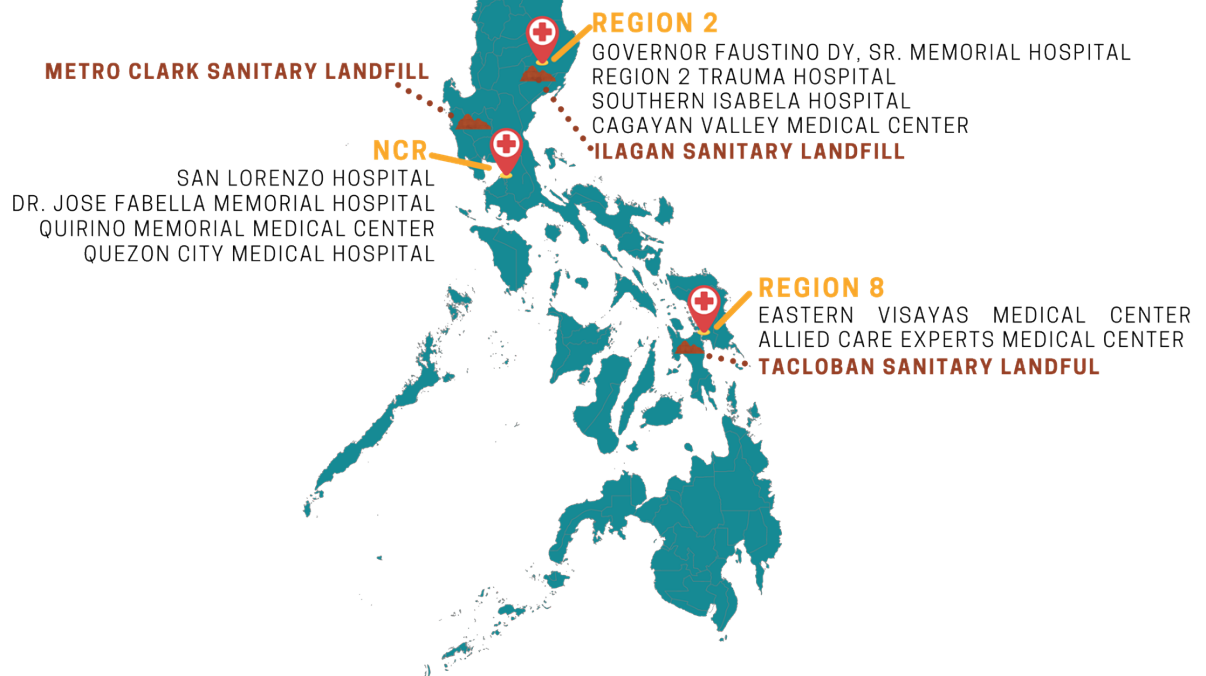 REGION 2
GOVERNOR FAUSTINO DY, SR. MEMORIAL HOSPITAL
REGION 2 TRAUMA HOSPITAL
SOUTHERN ISABELA HOSPITAL
CAGAYAN VALLEY MEDICAL CENTER
ILAGAN SANITARY LANDFILL
METRO CLARK SANITARY LANDFILL
NCR
SAN LORENZO HOSPITAL
DR. JOSE FABELLA MEMORIAL HOSPITAL
QUIRINO MEMORIAL MEDICAL CENTER
QUEZON CITY MEDICAL HOSPITAL
REGION 8
EASTERN VISAYAS MEDICAL CENTER
ALLIED CARE EXPERTS MEDICAL CENTER
TACLOBAN SANITARY LANDFUL